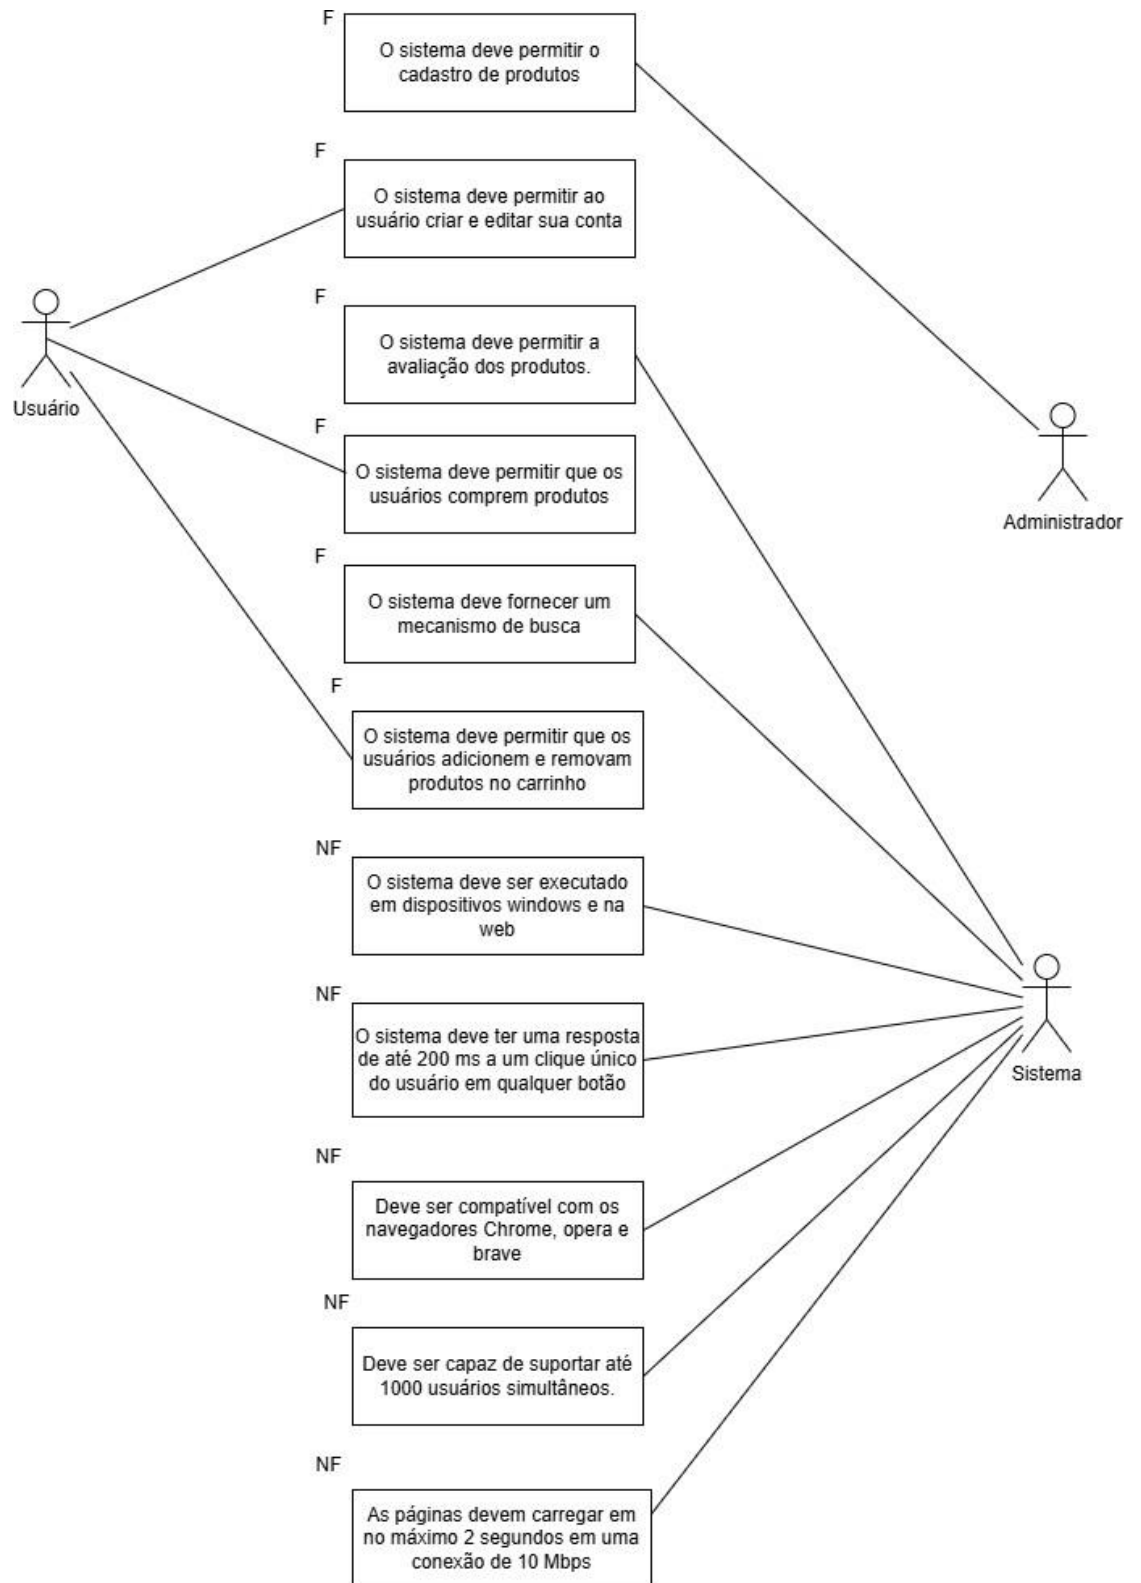 F
O sistema deve permitir o
cadastro de produtos
F
O sistema deve permitir ao
usuário criar e editar sua conta
F
O sistema deve permitir a
avaliação dos produtos.
Usuário
F
O sistema deve permitir que os
usuários comprem produtos
Administrador
F
O sistema deve fornecer um
mecanismo de busca
F
O sistema deve permitir que os
usuários adicionem e removam
produtos no carrinho
NF
O sistema deve ser executado
em dispositivos windows e na
web
NF
O sistema deve ter uma resposta
de até 200 ms a um clique único
do usuário em qualquer botão
Sistema
NF
Deve ser compatível com os
navegadores Chrome, opera e
brave
NF
Deve ser capaz de suportar até
1000 usuários simultâneos.
NF
As páginas devem carregar em
no máximo 2 segundos em uma
conexão de 10 Mbps